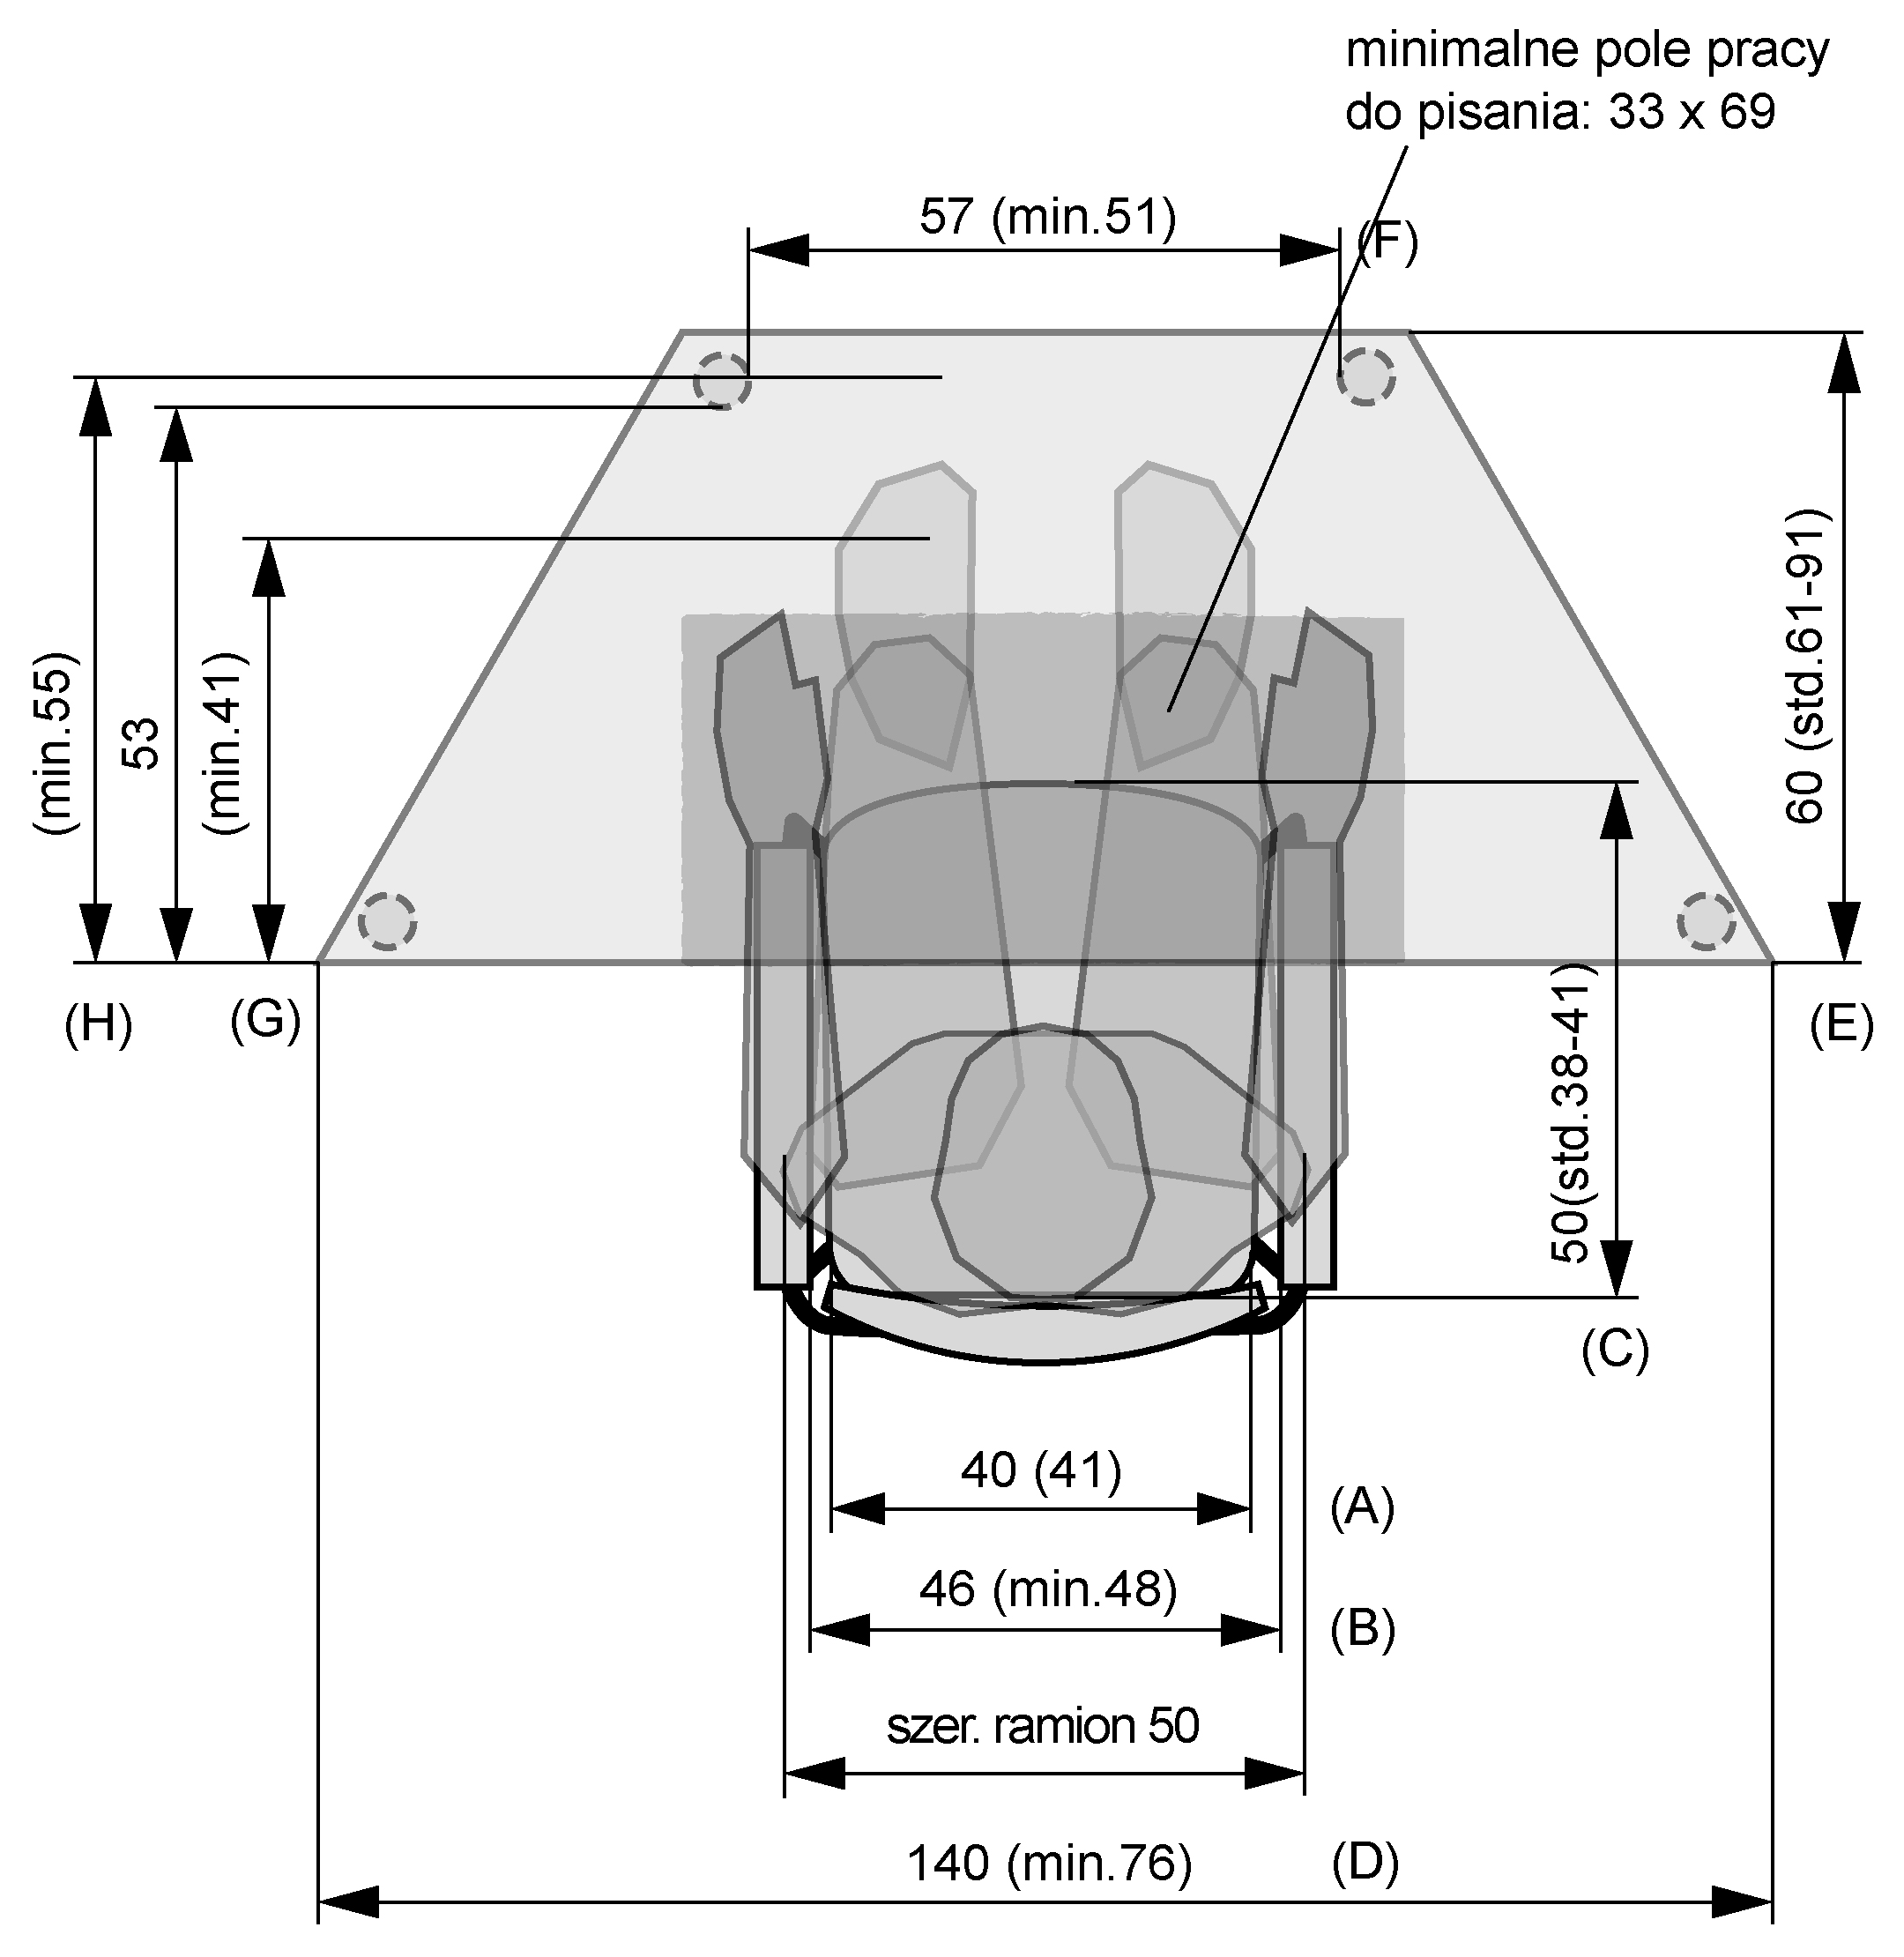 minimalne pole pracy
do pisania: 33 x 69
57 (min.51)
(F)
(min.55)
53
(min.41)
60 (std.61-91)
(H)
(G)
50(std.38-41)
(E)
(C)
40 (41)
(A)
46 (min.48)
(B)
szer. ramion 50
140 (min.76)
(D)